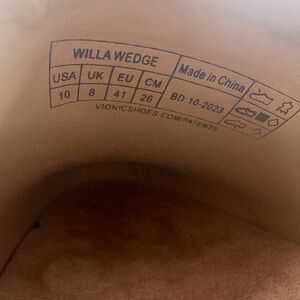 WILLA WEDGE
USA UK EU CM
10 8 41 26
Made in China
BD:10-2023
VIONICSHOES.COM/PATENTS